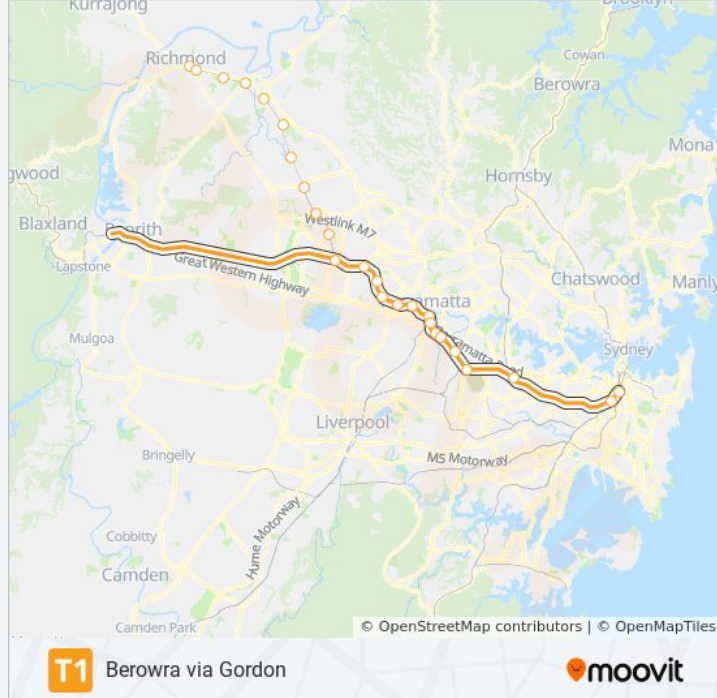 Kurrajong
Brooklyn
Richmond
Cowan
Berowra
Mona
gwood
Hornsby
Blaxland
Penrith
Westlink M7
Lapstone
Great Western Highway
Chatswood
Manly
amatta
Parramatta Road
Mulgoa
Sydney
Liverpool
Bringelly
M5 Motorway
Hume Motorway
Cobbitty
Camden
Camden Park
© OpenStreetMap contributors | © OpenMapTiles
T1 Berowra via Gordon
moovit